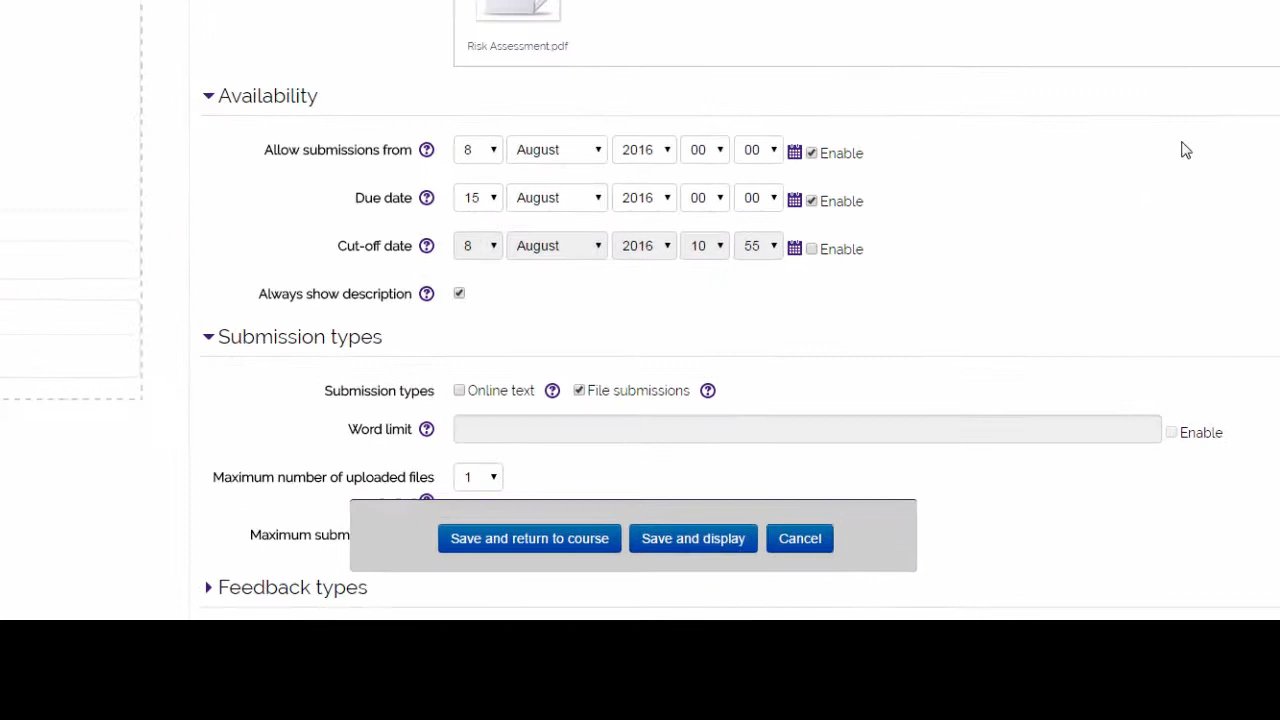 Risk Assessment.pdf
Availability
Allow submissions from 8 August 2016 00 00 Enable
Due date 15 August 2016 00 00 Enable
Cut-off date 8 August 2016 10 55 Enable
Always show description
Submission types
Submission types Online text File submissions
Word limit Enable
Maximum number of uploaded files 1
Maximum subm
Save and return to course Save and display Cancel
Feedback types